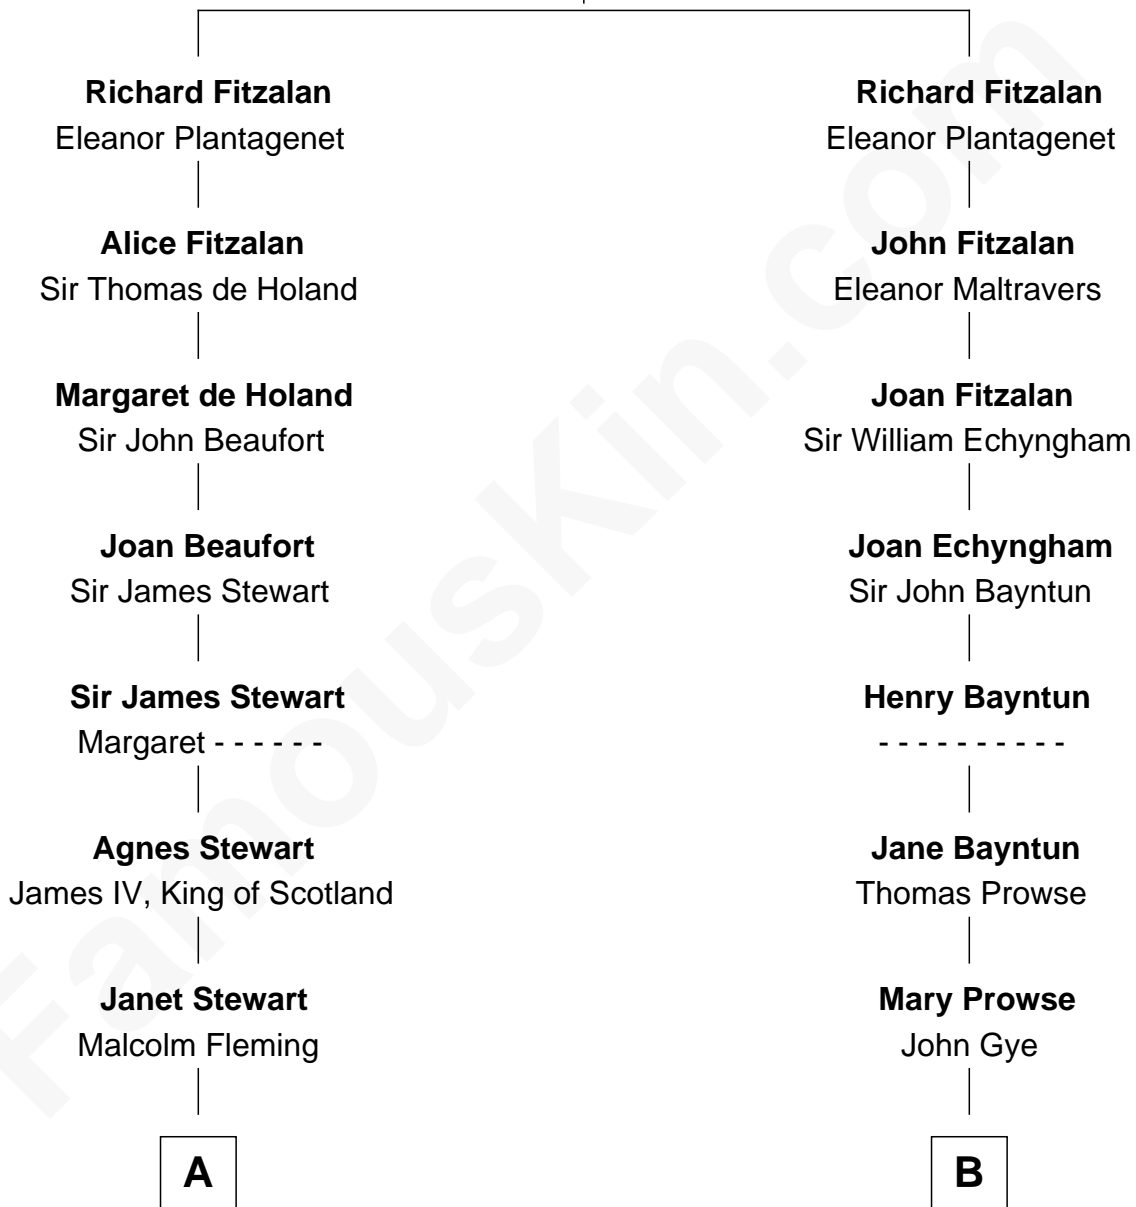 Richard Fitzalan
Eleanor Plantagenet
Alice Fitzalan
Sir Thomas de Holand
Margaret de Holand
Sir John Beaufort
Joan Beaufort
Sir James Stewart
Sir James Stewart
Margaret - - - - - -
Agnes Stewart
James IV, King of Scotland
Janet Stewart
Malcolm Fleming
A
Richard Fitzalan
Eleanor Plantagenet
John Fitzalan
Eleanor Maltravers
Joan Fitzalan
Sir William Echyngham
Joan Echyngham
Sir John Bayntun
Henry Bayntun
- - - - - - - - - -
Jane Bayntun
Thomas Prowse
Mary Prowse
John Gye
B
FamousKin.com